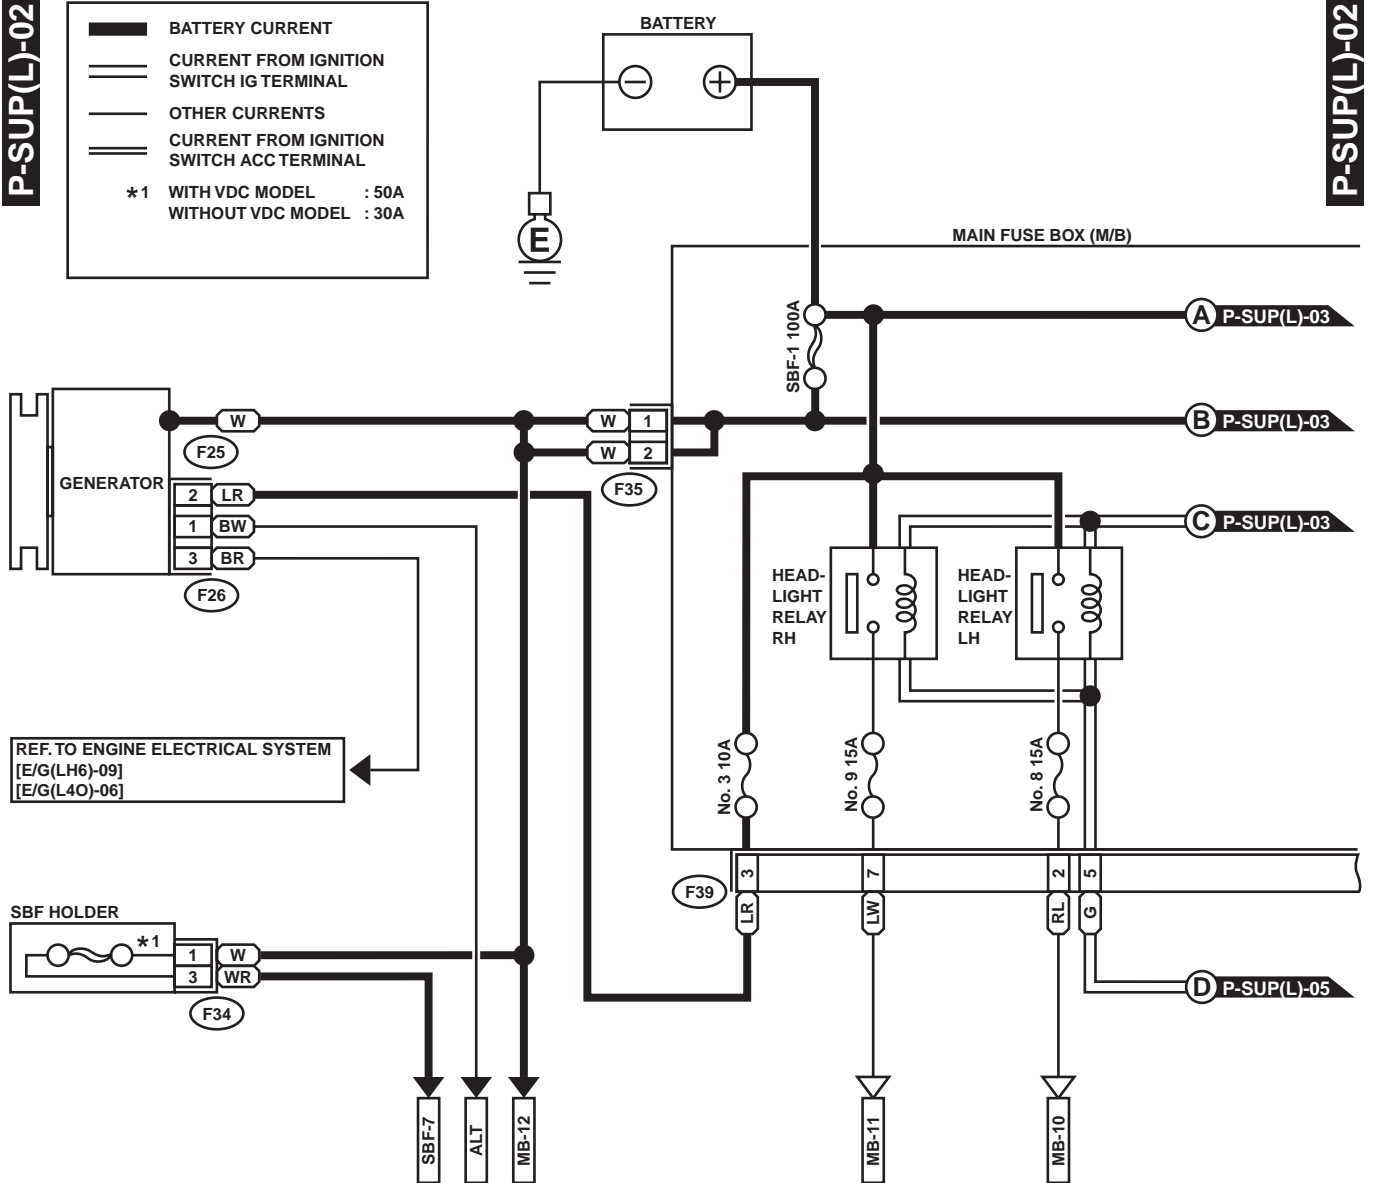 P-SUP(L)-02
P-SUP(L)-02
BATTERY CURRENT
CURRENT FROM IGNITION
SWITCH IG TERMINAL
OTHER CURRENTS
CURRENT FROM IGNITION
SWITCH ACC TERMINAL
*1 WITH VDC MODEL : 50A
WITHOUT VDC MODEL : 30A
BATTERY
− +
E
MAIN FUSE BOX (M/B)
SBF-1 100A
A P-SUP(L)-03
B P-SUP(L)-03
C P-SUP(L)-03
GENERATOR
W
F25
2 LR
1 BW
3 BR
F26
W 1
W 2
F35
HEAD-
LIGHT
RELAY
RH
HEAD-
LIGHT
RELAY
LH
No. 3 10A
No. 9 15A
No. 8 15A
REF. TO ENGINE ELECTRICAL SYSTEM
[E/G(LH6)-09]
[E/G(L4O)-06]
F39
3
7
2
5
LR
LW
RL
G
SBF HOLDER
*1
1 W
3 WR
F34
D P-SUP(L)-05
SBF-7
ALT
MB-12
MB-11
MB-10